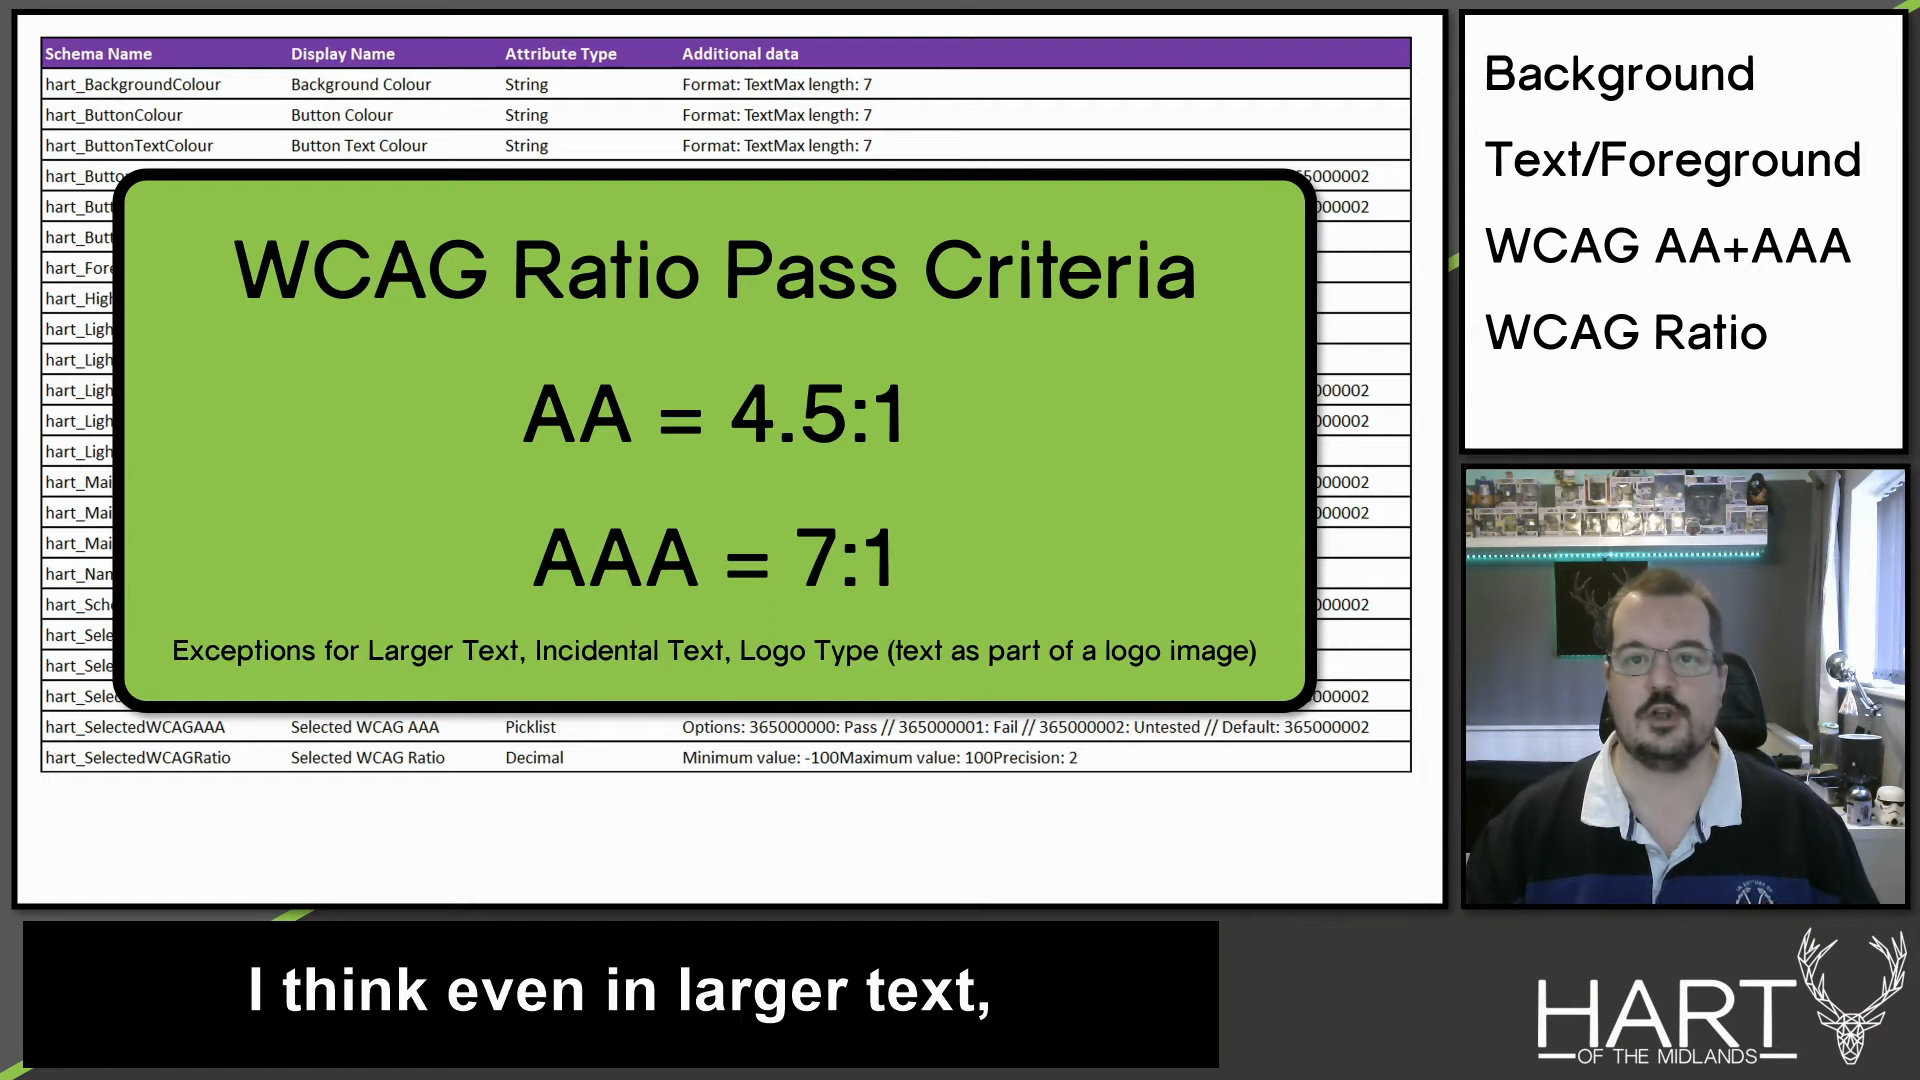 Schema Name Display Name Attribute Type Additional data
hart_BackgroundColour Background Colour String Format: TextMax length: 7
hart_ButtonColour Button Colour String Format: TextMax length: 7
hart_ButtonTextColour Button Text Colour String Format: TextMax length: 7
WCAG Ratio Pass Criteria
AA = 4.5:1
AAA = 7:1
Exceptions for Larger Text, Incidental Text, Logo Type (text as part of a logo image)
hart_SelectedWCAGAAA Selected WCAG AAA Picklist Options: 365000000: Pass // 365000001: Fail // 365000002: Untested // Default: 365000002
hart_SelectedWCAGRatio Selected WCAG Ratio Decimal Minimum value: -100Maximum value: 100Precision: 2
Background
Text/Foreground
WCAG AA+AAA
WCAG Ratio
I think even in larger text,
HART
OF THE MIDLANDS